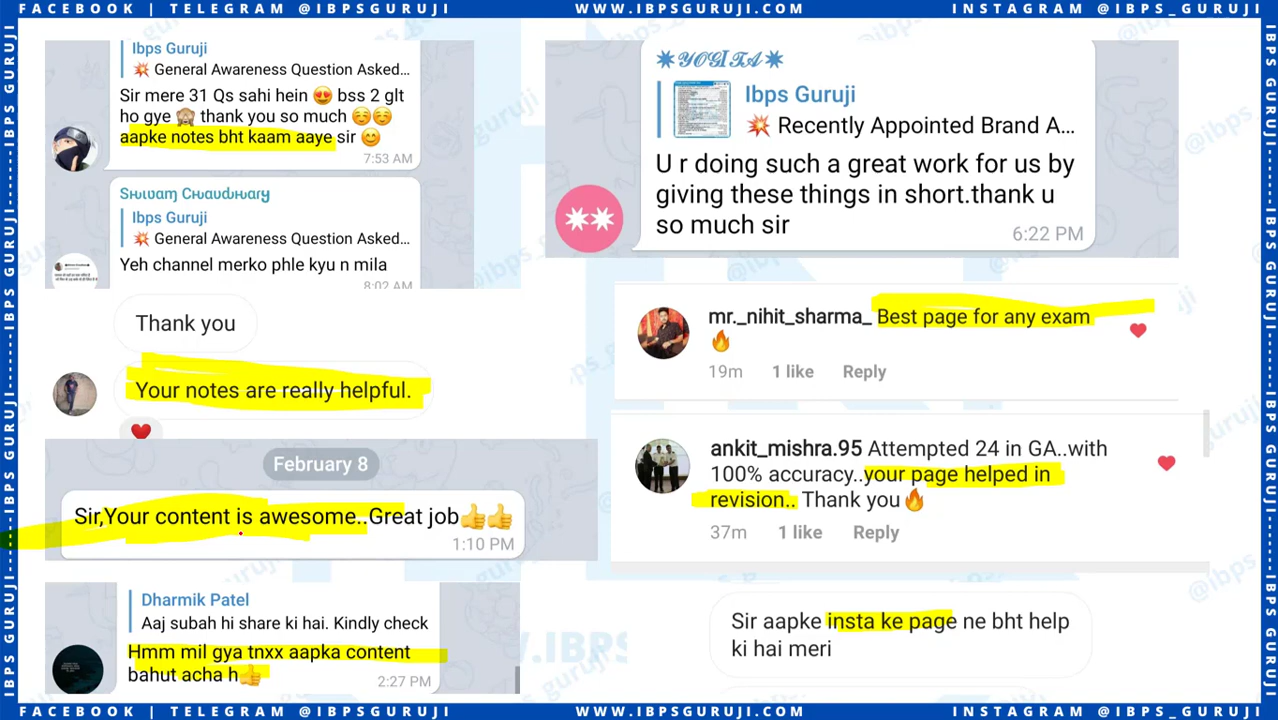 FACEBOOK | TELEGRAM @IBPSGURUJI
WWW.IBPSGURUJI.COM
INSTAGRAM @IBPS_GURUJI
Ibps Guruji
💥 General Awareness Question Asked...
Sir mere 31 Qs sahi hein 😍 bss 2 glt
ho gye 🙈 thank you so much ☺️☺️
aapke notes bht kaam aaye sir 😊
7:53 AM
Sʜɩvαɱ Cнαυdнαry
Ibps Guruji
💥 General Awareness Question Asked...
Yeh channel merko phle kyu n mila
8:02 AM
Thank you
Your notes are really helpful.
February 8
Sir,Your content is awesome..Great job👍👍
1:10 PM
Dharmik Patel
Aaj subah hi share ki hai. Kindly check
Hmm mil gya tnxx aapka content
bahut acha h👍
2:27 PM
✷𝒴𝒪𝒢𝐼𝒯𝒜✷
Ibps Guruji
💥 Recently Appointed Brand A...
U r doing such a great work for us by
giving these things in short.thank u
so much sir
6:22 PM
mr._nihit_sharma_ Best page for any exam
🔥
19m 1 like Reply
ankit_mishra.95 Attempted 24 in GA..with
100% accuracy..your page helped in
revision.. Thank you🔥
37m 1 like Reply
Sir aapke insta ke page ne bht help
ki hai meri
FACEBOOK | TELEGRAM @IBPSGURUJI
WWW.IBPSGURUJI.COM
INSTAGRAM @IBPS_GURUJI